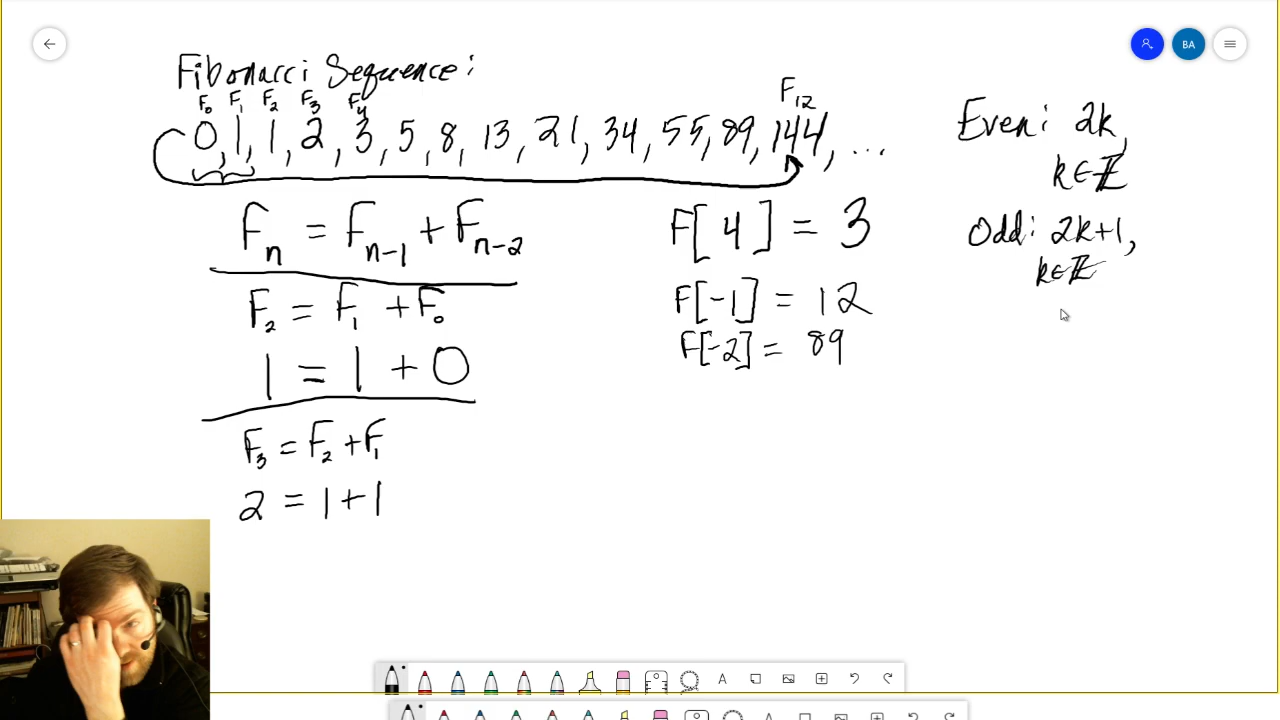 Fibonacci Sequence:
F₀ F₁ F₂ F₃ F₄ F₁₂
0, 1, 1, 2, 3, 5, 8, 13, 21, 34, 55, 89, 144, ...
Fₙ = Fₙ₋₁ + Fₙ₋₂
F₂ = F₁ + F₀
1 = 1 + 0
F₃ = F₂ + F₁
2 = 1 + 1
F[4] = 3
F[-1] = 12
F[-2] = 89
Even: 2k,
k∈ℤ
Odd: 2k+1,
k∈ℤ
BA
A